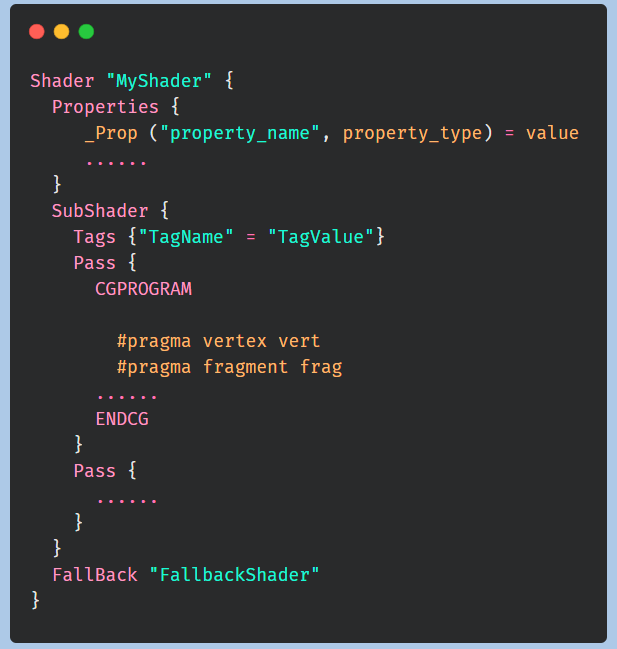 Shader "MyShader" {
  Properties {
     _Prop ("property_name", property_type) = value
     ......
  }
  SubShader {
    Tags {"TagName" = "TagValue"}
    Pass {
      CGPROGRAM

        #pragma vertex vert
        #pragma fragment frag
      ......
      ENDCG
    }
    Pass {
      ......
    }
  }
  FallBack "FallbackShader"
}